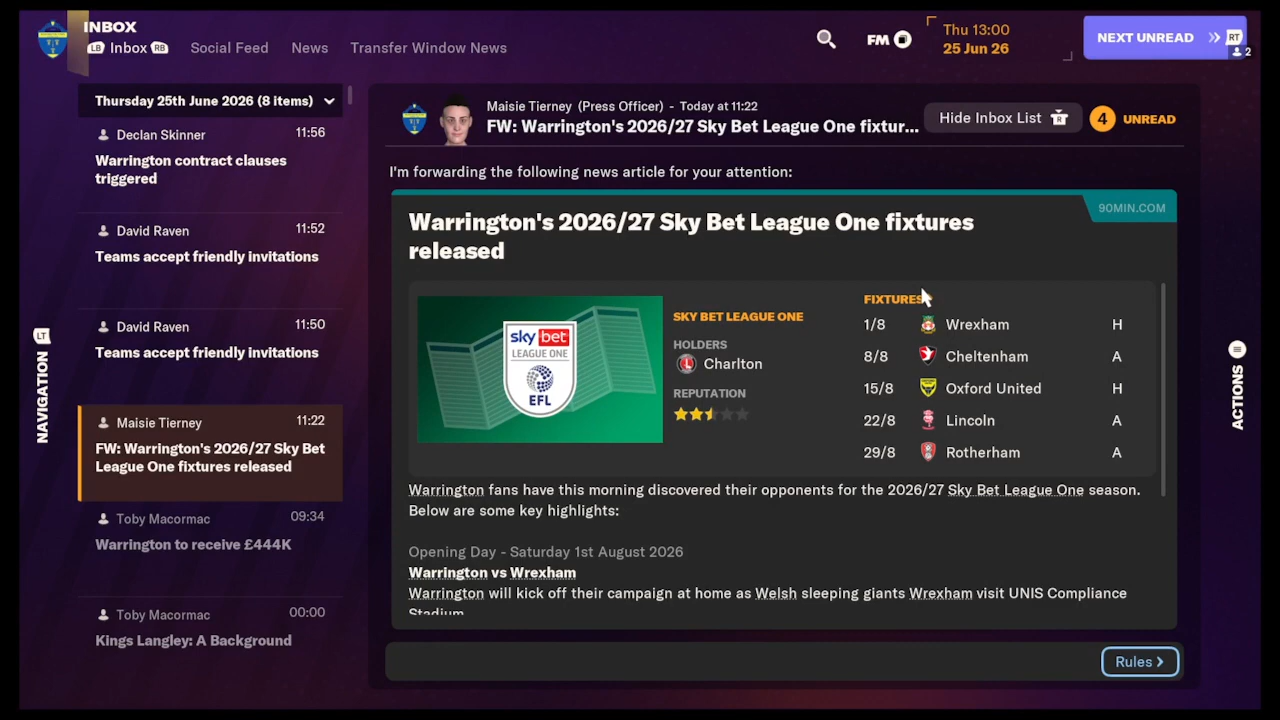 INBOX
LB Inbox RB Social Feed News Transfer Window News
FM
Thu 13:00
25 Jun 26
NEXT UNREAD RT
2
Thursday 25th June 2026 (8 items)
Declan Skinner 11:56
Warrington contract clauses
triggered
David Raven 11:52
Teams accept friendly invitations
David Raven 11:50
Teams accept friendly invitations
Maisie Tierney 11:22
FW: Warrington's 2026/27 Sky Bet
League One fixtures released
Toby Macormac 09:34
Warrington to receive £444K
Toby Macormac 00:00
Kings Langley: A Background
LT
NAVIGATION
Maisie Tierney (Press Officer) - Today at 11:22
FW: Warrington's 2026/27 Sky Bet League One fixtur...
Hide Inbox List R
4 UNREAD
I'm forwarding the following news article for your attention:
90MIN.COM
Warrington's 2026/27 Sky Bet League One fixtures
released
sky bet
LEAGUE ONE
EFL
SKY BET LEAGUE ONE
HOLDERS
Charlton
REPUTATION
FIXTURES
1/8 Wrexham H
8/8 Cheltenham A
15/8 Oxford United H
22/8 Lincoln A
29/8 Rotherham A
Warrington fans have this morning discovered their opponents for the 2026/27 Sky Bet League One season.
Below are some key highlights:
Opening Day - Saturday 1st August 2026
Warrington vs Wrexham
Warrington will kick off their campaign at home as Welsh sleeping giants Wrexham visit UNIS Compliance
Stadium.
Rules
ACTIONS